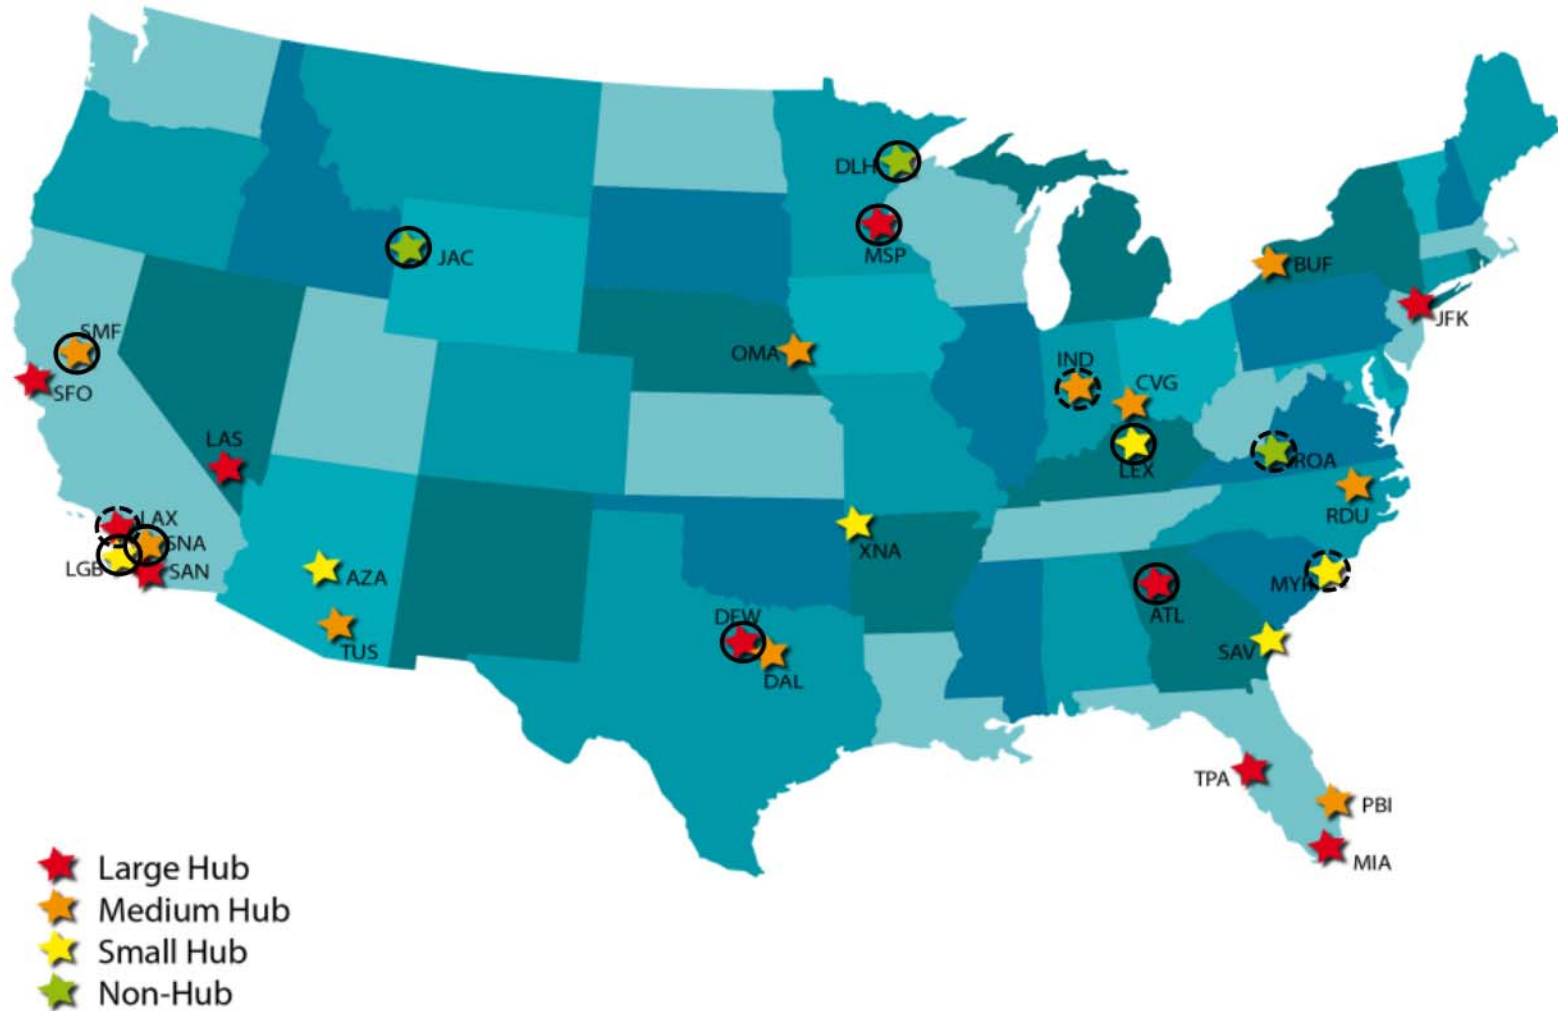 DLH
MSP
JAC
BUF
SMF
JFK
OMA
IND
CVG
SFO
LAS
LEX
ROA
RDU
LAX
SNA
XNA
LGB
SAN
AZA
MYR
ATL
DFW
TUS
SAV
DAL
TPA
PBI
MIA
Large Hub
Medium Hub
Small Hub
Non-Hub